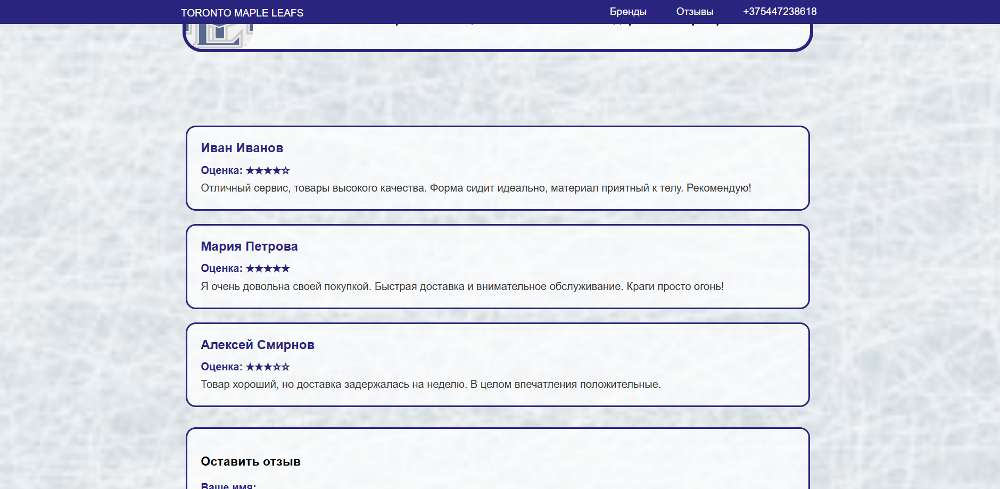 TORONTO MAPLE LEAFS
Бренды
Отзывы
+375447238618
Иван Иванов
Оценка: ★★★★☆
Отличный сервис, товары высокого качества. Форма сидит идеально, материал приятный к телу. Рекомендую!
Мария Петрова
Оценка: ★★★★★
Я очень довольна своей покупкой. Быстрая доставка и внимательное обслуживание. Краги просто огонь!
Алексей Смирнов
Оценка: ★★★☆☆
Товар хороший, но доставка задержалась на неделю. В целом впечатления положительные.
Оставить отзыв
Ваше имя: